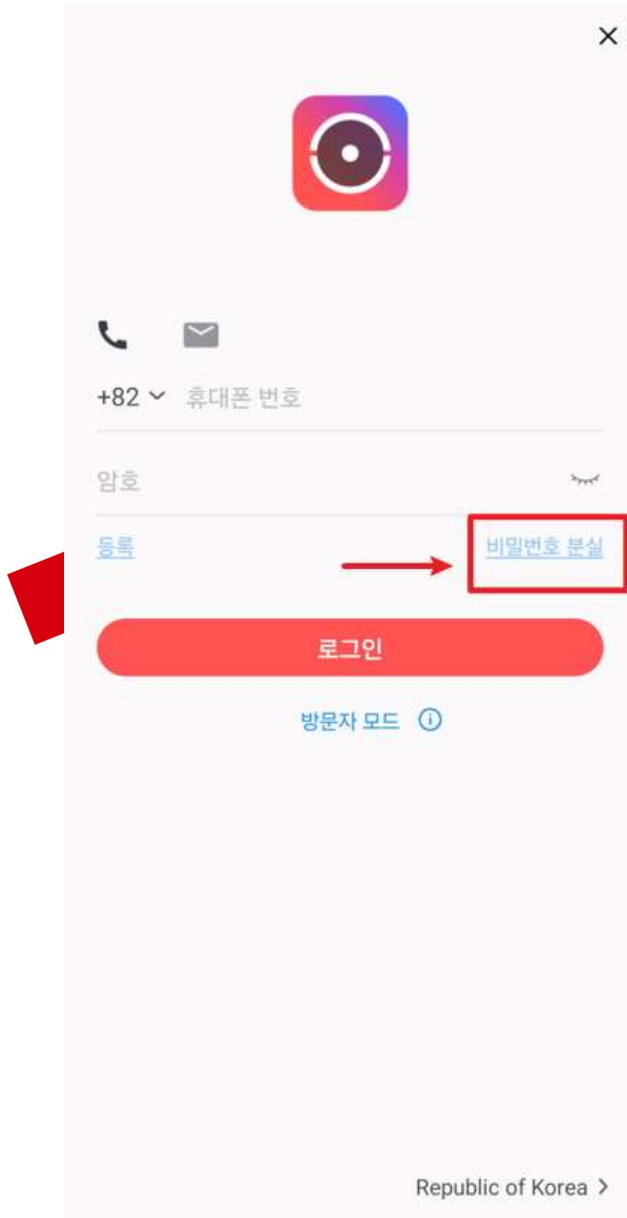 +82 휴대폰 번호
암호
등록 비밀번호 분실
로그인
방문자 모드
Republic of Korea